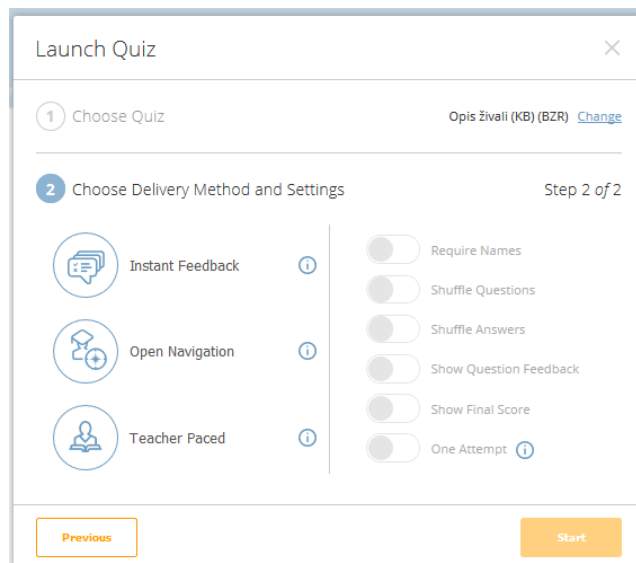 Launch Quiz
1 Choose Quiz
Opis živali (KB) (BZR) Change
2 Choose Delivery Method and Settings
Step 2 of 2
Instant Feedback
Open Navigation
Teacher Paced
Require Names
Shuffle Questions
Shuffle Answers
Show Question Feedback
Show Final Score
One Attempt
Previous
Start